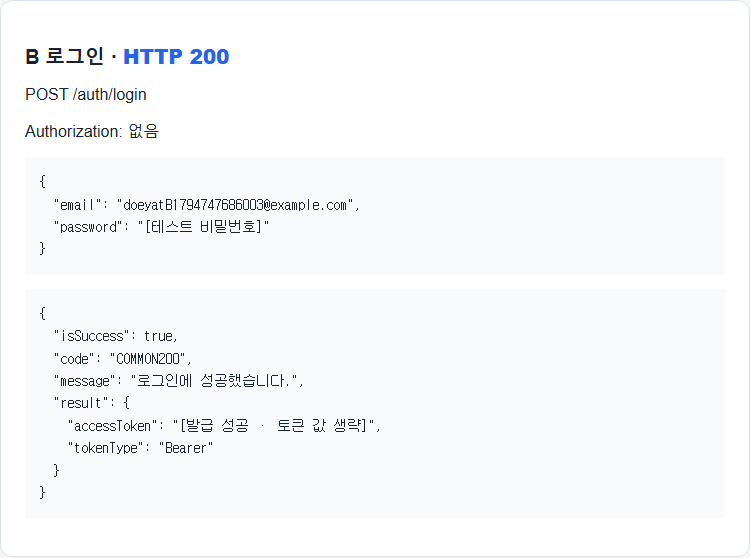 B 로그인 · HTTP 200
POST /auth/login
Authorization: 없음
{
  "email": "doeyatB1794747686003@example.com",
  "password": "[테스트 비밀번호]"
}
{
  "isSuccess": true,
  "code": "COMMON200",
  "message": "로그인에 성공했습니다.",
  "result": {
    "accessToken": "[발급 성공 · 토큰 값 생략]",
    "tokenType": "Bearer"
  }
}